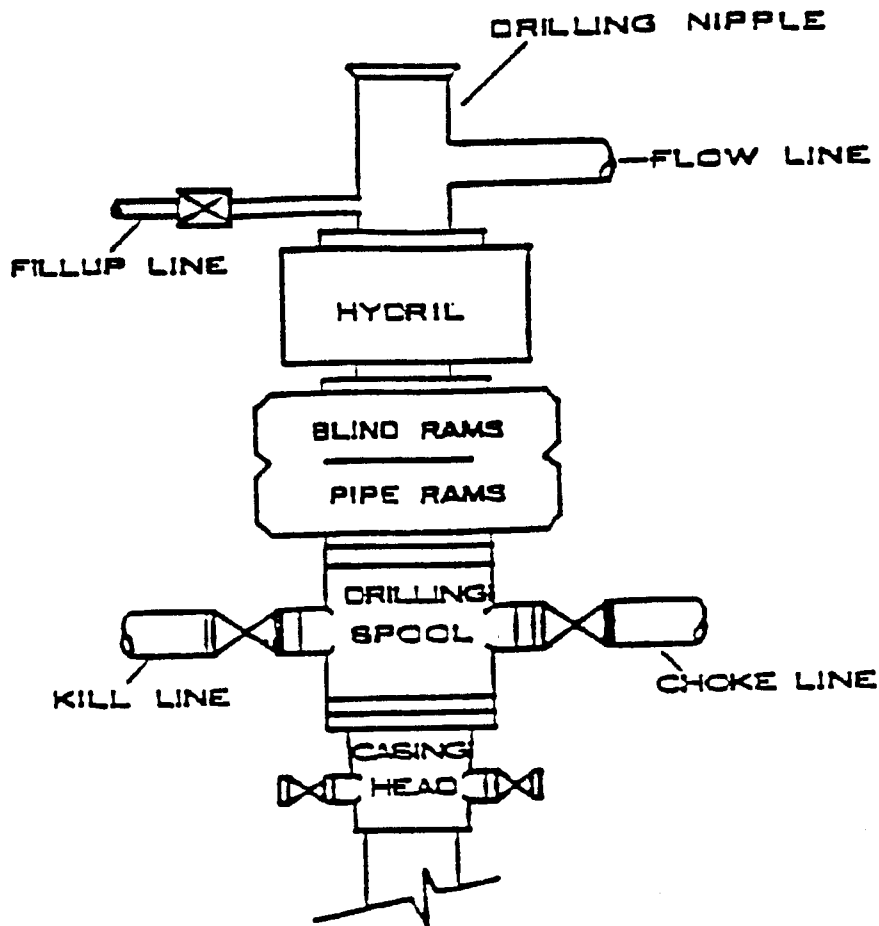 DRILLING NIPPLE
FLOW LINE
FILLUP LINE
HYDRIL
BLIND RAMS
PIPE RAMS
DRILLING
SPOOL
KILL LINE
CHOKE LINE
CASING
HEAD